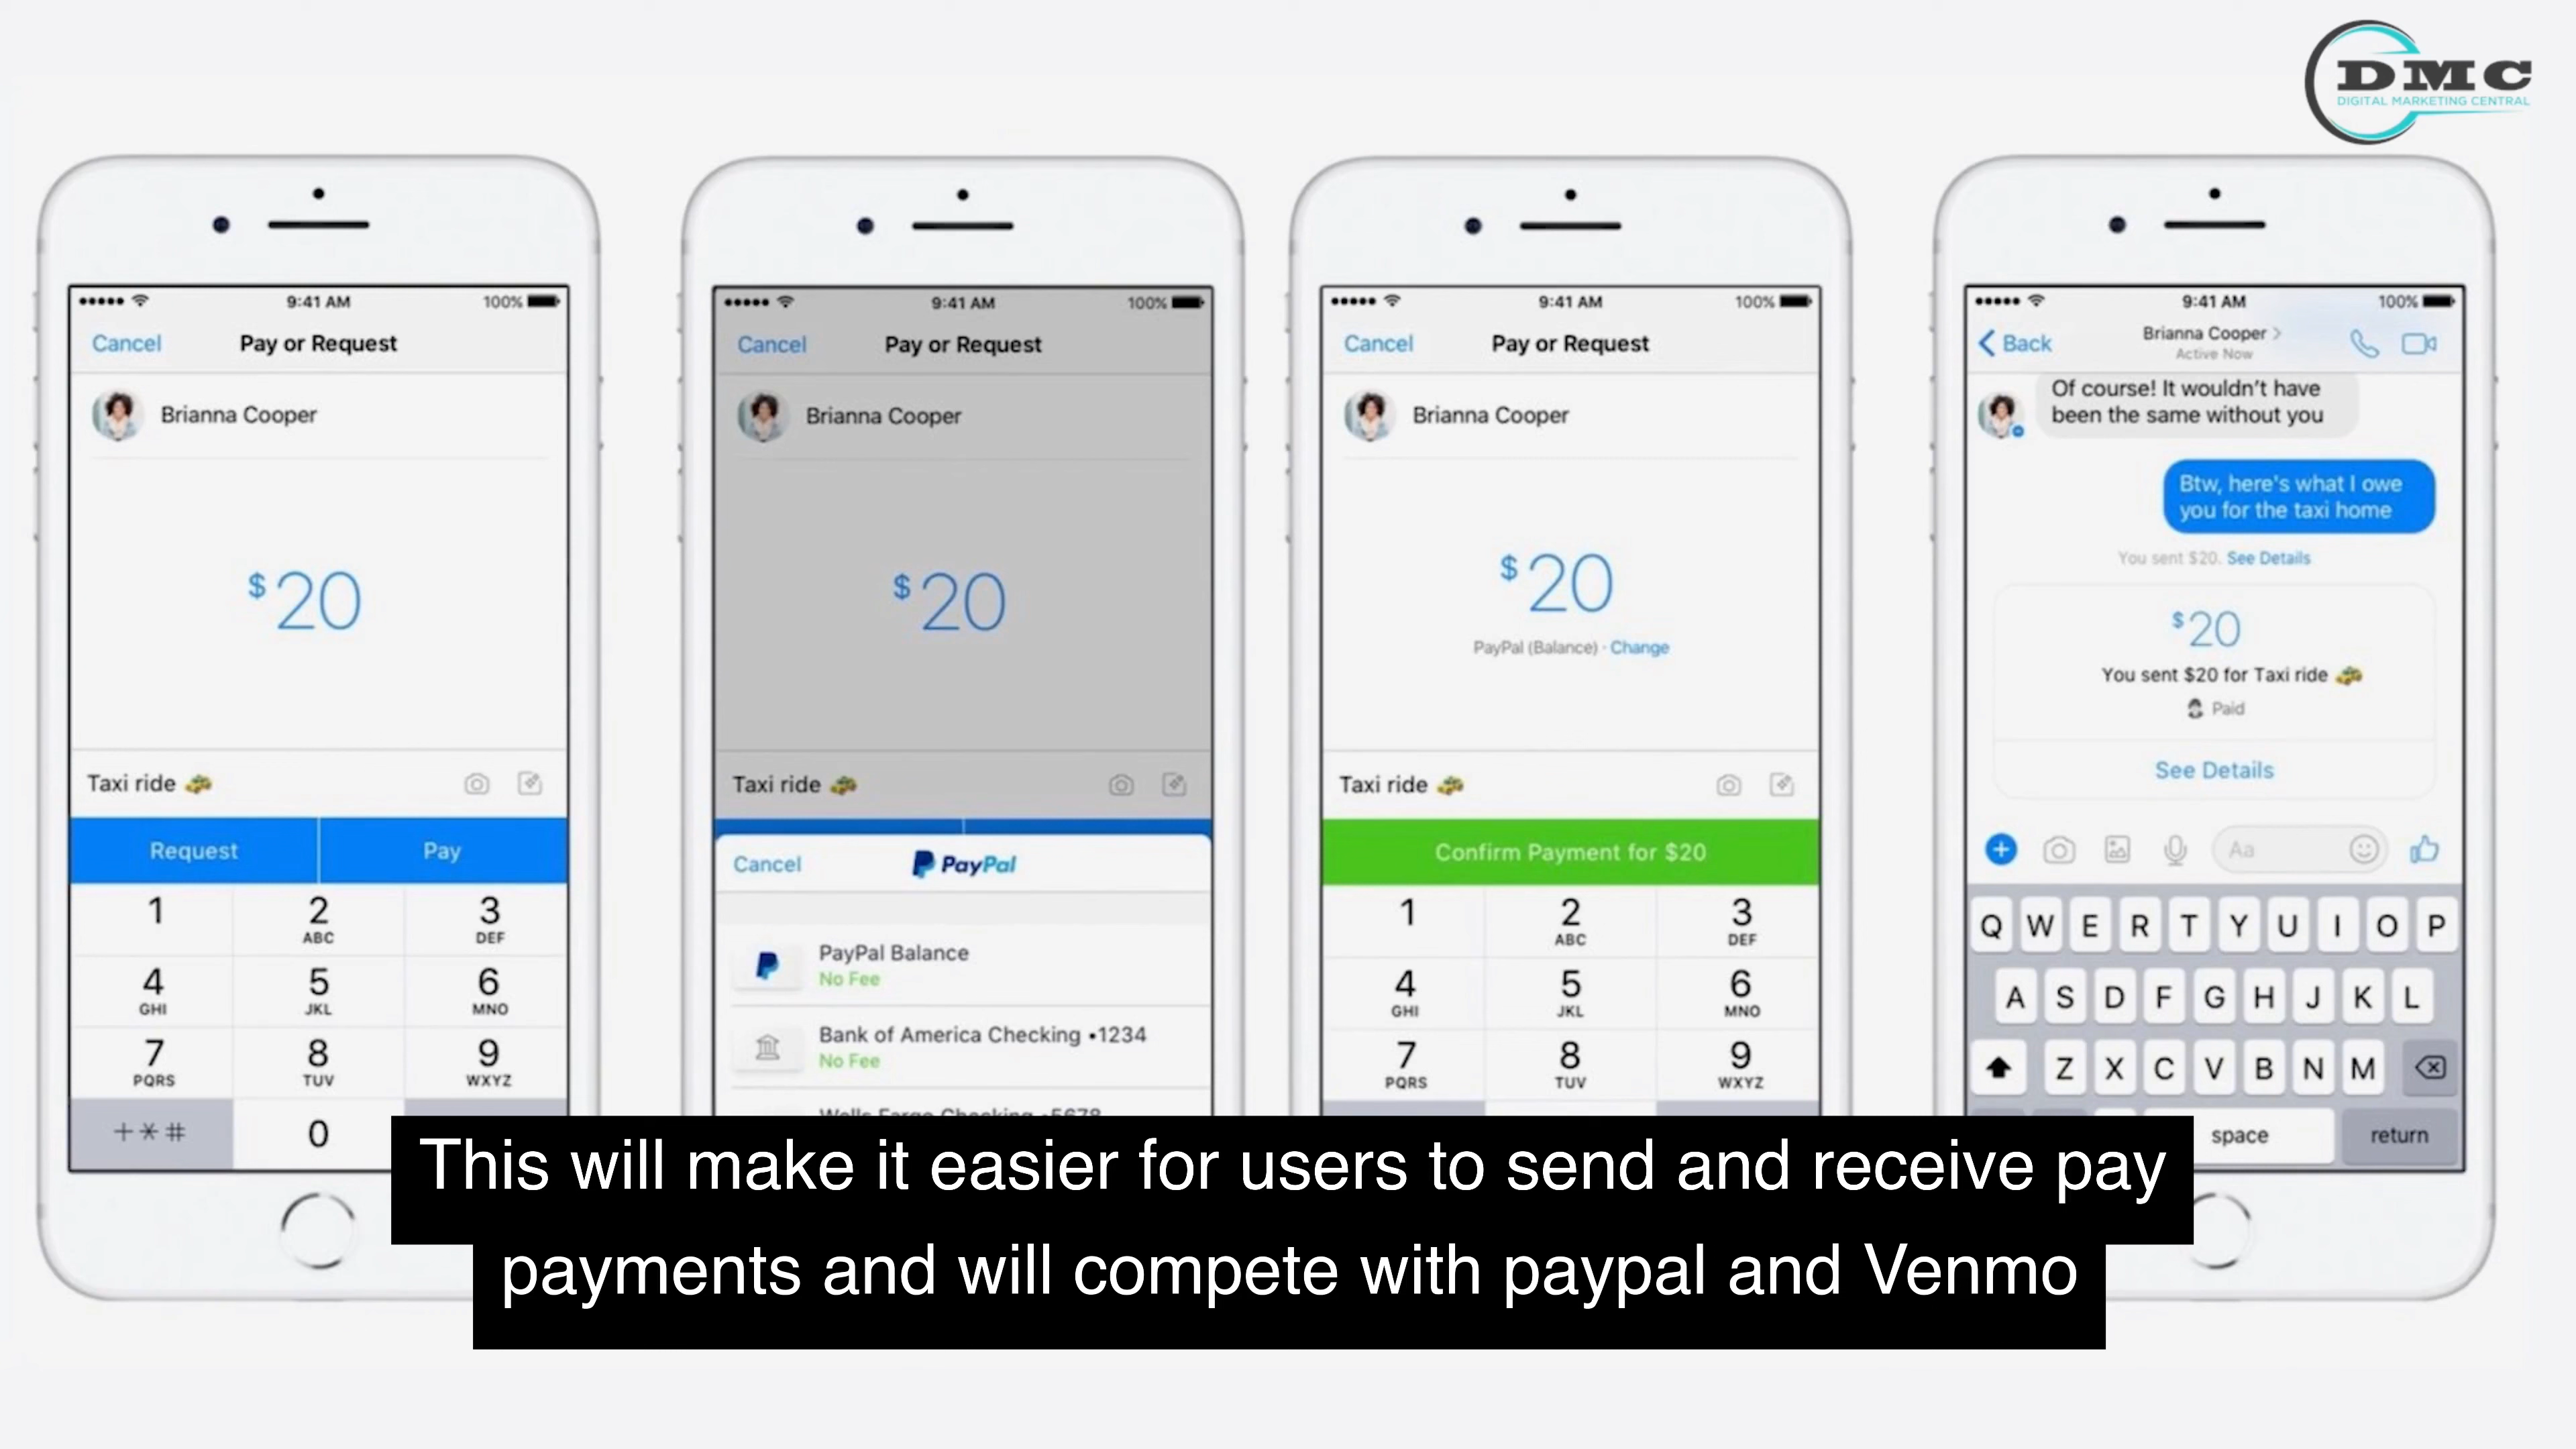 DMC
DIGITAL MARKETING CENTRAL
9:41 AM 100%
Cancel Pay or Request
Brianna Cooper
$20
Taxi ride 🚕
Request Pay
1 2 3
ABC DEF
4 5 6
GHI JKL MNO
7 8 9
PQRS TUV WXYZ
+*# 0
9:41 AM 100%
Cancel Pay or Request
Brianna Cooper
$20
Taxi ride 🚕
Cancel PayPal
PayPal Balance
No Fee
Bank of America Checking •1234
No Fee
Wells Fargo Checking •5678
9:41 AM 100%
Cancel Pay or Request
Brianna Cooper
$20
PayPal (Balance) · Change
Taxi ride 🚕
Confirm Payment for $20
1 2 3
ABC DEF
4 5 6
GHI JKL MNO
7 8 9
PQRS TUV WXYZ
9:41 AM 100%
Back Brianna Cooper >
Active Now
Of course! It wouldn't have
been the same without you
Btw, here's what I owe
you for the taxi home
You sent $20. See Details
$20
You sent $20 for Taxi ride 🚕
Paid
See Details
Aa
Q W E R T Y U I O P
A S D F G H J K L
Z X C V B N M
space return
This will make it easier for users to send and receive pay
payments and will compete with paypal and Venmo